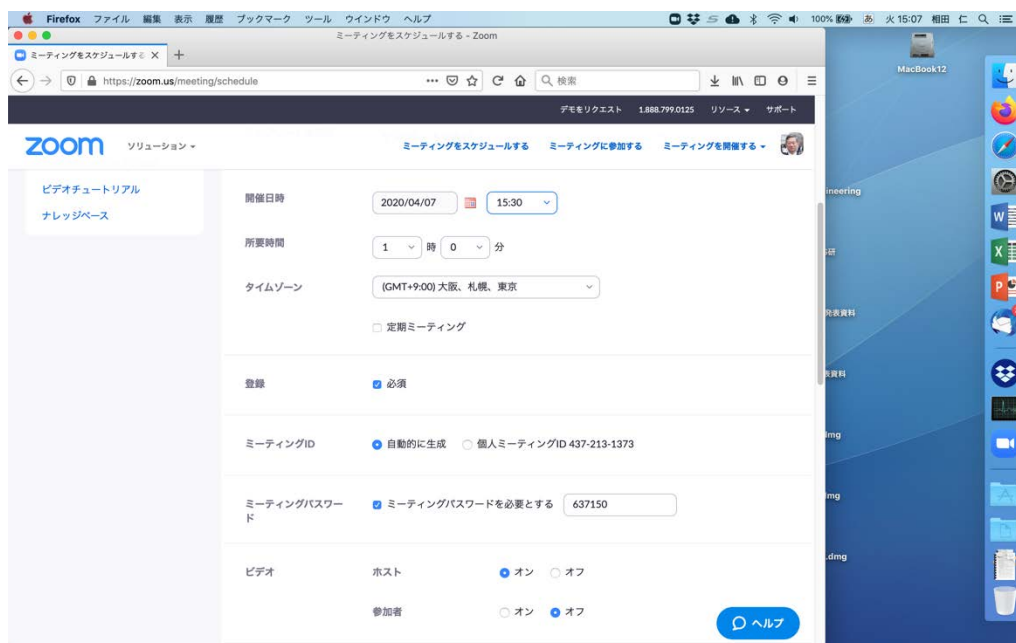 Firefox ファイル 編集 表示 履歴 ブックマーク ツール ウインドウ ヘルプ 100% あ 火 15:07 相田 仁
ミーティングをスケジュールする - Zoom
ミーティングをスケジュールする
https://zoom.us/meeting/schedule 検索
MacBook12
デモをリクエスト 1.888.799.0125 リソース サポート
zoom ソリューション ミーティングをスケジュールする ミーティングに参加する ミーティングを開催する
ビデオチュートリアル
ナレッジベース
開催日時 2020/04/07 15:30
ineering
所要時間 1 時 0 分
タイムゾーン (GMT+9:00) 大阪、札幌、東京
発表資料
定期ミーティング
表資料
登録 必須
img
ミーティングID 自動的に生成 個人ミーティングID 437-213-1373
img
ミーティングパスワー
ド
ミーティングパスワードを必要とする 637150
.dmg
ビデオ ホスト オン オフ
参加者 オン オフ
ヘルプ